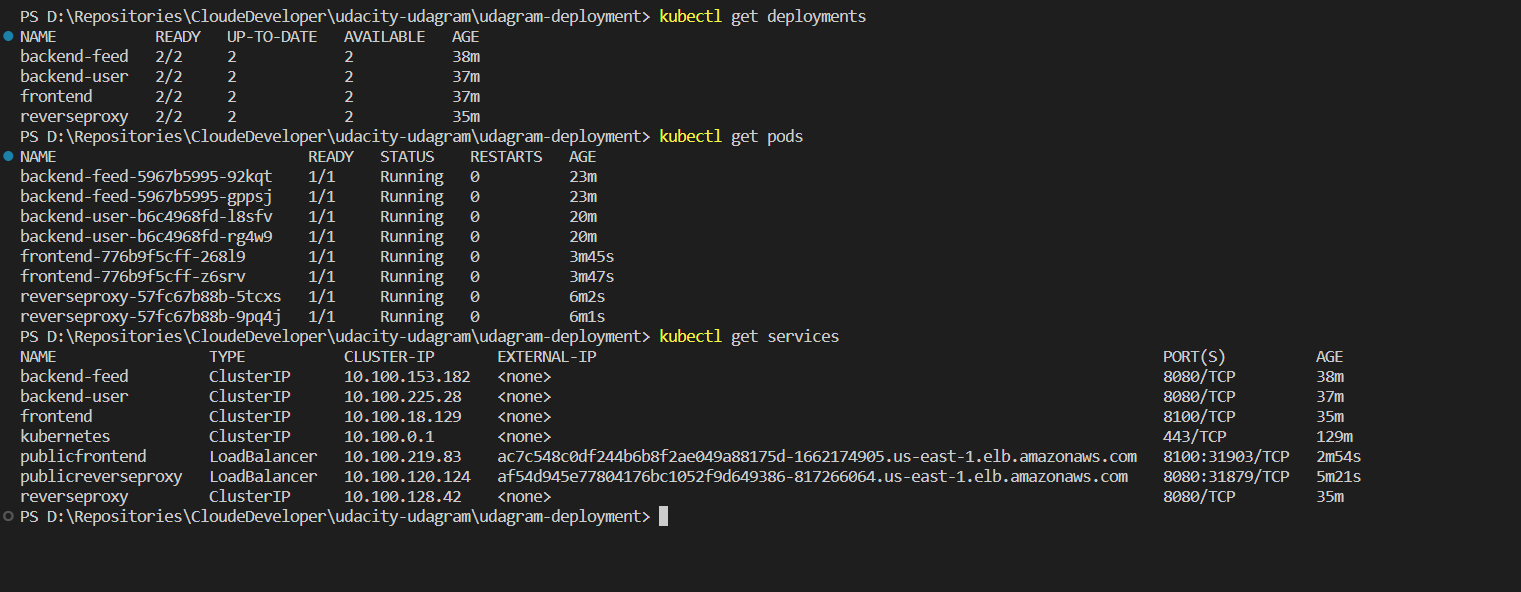 PS D:\Repositories\CloudeDeveloper\udacity-udagram\udagram-deployment> kubectl get deployments
NAME READY UP-TO-DATE AVAILABLE AGE
backend-feed 2/2 2 2 38m
backend-user 2/2 2 2 37m
frontend 2/2 2 2 37m
reverseproxy 2/2 2 2 35m
PS D:\Repositories\CloudeDeveloper\udacity-udagram\udagram-deployment> kubectl get pods
NAME READY STATUS RESTARTS AGE
backend-feed-5967b5995-92kqt 1/1 Running 0 23m
backend-feed-5967b5995-gppsj 1/1 Running 0 23m
backend-user-b6c4968fd-l8sfv 1/1 Running 0 20m
backend-user-b6c4968fd-rg4w9 1/1 Running 0 20m
frontend-776b9f5cff-268l9 1/1 Running 0 3m45s
frontend-776b9f5cff-z6srv 1/1 Running 0 3m47s
reverseproxy-57fc67b88b-5tcxs 1/1 Running 0 6m2s
reverseproxy-57fc67b88b-9pq4j 1/1 Running 0 6m1s
PS D:\Repositories\CloudeDeveloper\udacity-udagram\udagram-deployment> kubectl get services
NAME TYPE CLUSTER-IP EXTERNAL-IP PORT(S) AGE
backend-feed ClusterIP 10.100.153.182 <none> 8080/TCP 38m
backend-user ClusterIP 10.100.225.28 <none> 8080/TCP 37m
frontend ClusterIP 10.100.18.129 <none> 8100/TCP 35m
kubernetes ClusterIP 10.100.0.1 <none> 443/TCP 129m
publicfrontend LoadBalancer 10.100.219.83 ac7c548c0df244b6b8f2ae049a88175d-1662174905.us-east-1.elb.amazonaws.com 8100:31903/TCP 2m54s
publicreverseproxy LoadBalancer 10.100.120.124 af54d945e77804176bc1052f9d649386-817266064.us-east-1.elb.amazonaws.com 8080:31879/TCP 5m21s
reverseproxy ClusterIP 10.100.128.42 <none> 8080/TCP 35m
PS D:\Repositories\CloudeDeveloper\udacity-udagram\udagram-deployment>